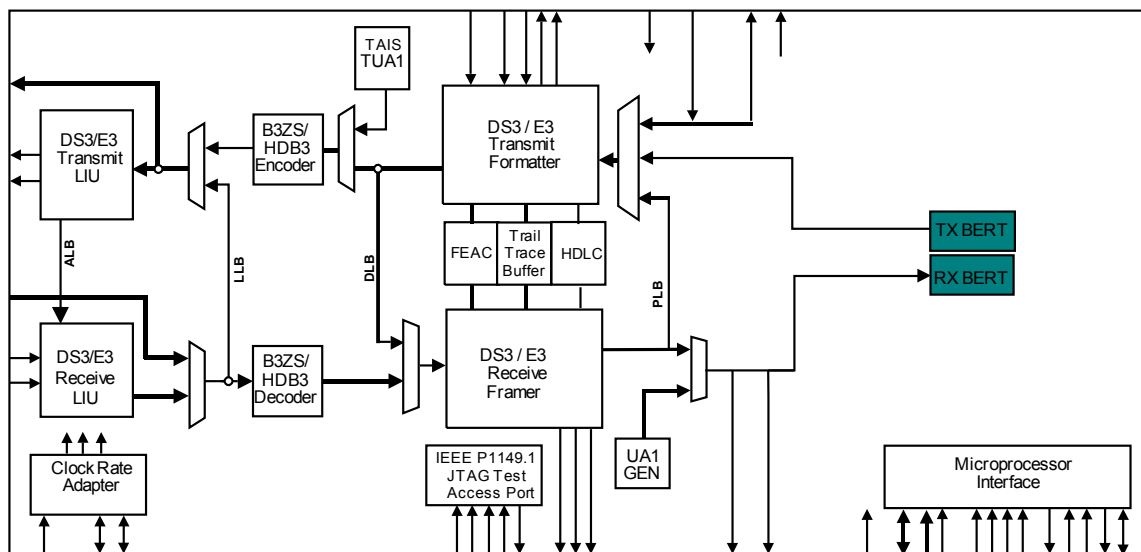 TAIS
TUA1
DS3/E3
Transmit
LIU
B3ZS/
HDB3
Encoder
DS3 / E3
Transmit
Formatter
FEAC
Trail
Trace
Buffer
HDLC
TX BERT
RX BERT
ALB
LLB
DLB
PLB
DS3/E3
Receive
LIU
B3ZS/
HDB3
Decoder
DS3 / E3
Receive
Framer
Clock Rate
Adapter
IEEE P1149.1
JTAG Test
Access Port
UA1
GEN
Microprocessor
Interface